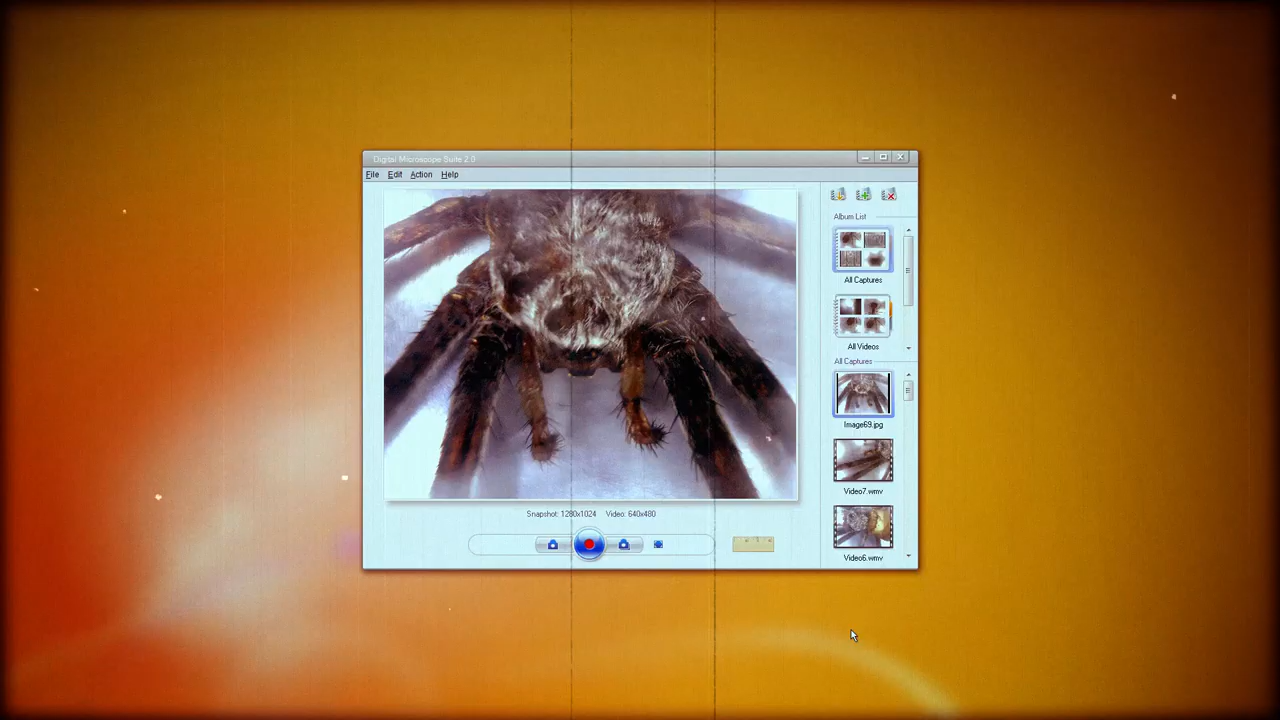 Digital Microscope Suite 2.0
File Edit Action Help
Album List
All Captures
All Videos
All Captures
Image69.jpg
Video7.wmv
Video6.wmv
Snapshot: 1280x1024 Video: 640x480